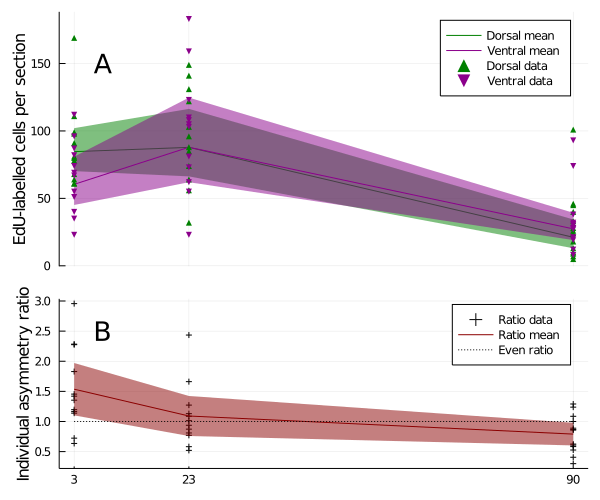 EdU-labelled cells per section
150
100
50
0
A
Dorsal mean
Ventral mean
Dorsal data
Ventral data
Individual asymmetry ratio
3.0
2.5
2.0
1.5
1.0
0.5
B
Ratio data
Ratio mean
Even ratio
3
23
90